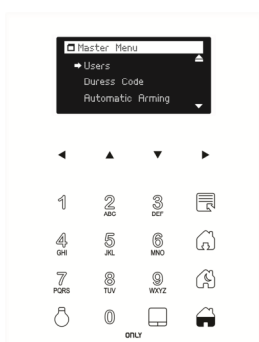 Master Menu
Users
Duress Code
Automatic Arming
1 2 3
ABC DEF
4 5 6
GHI JKL MNO
7 8 9
PQRS TUV WXYZ
0
ONLY